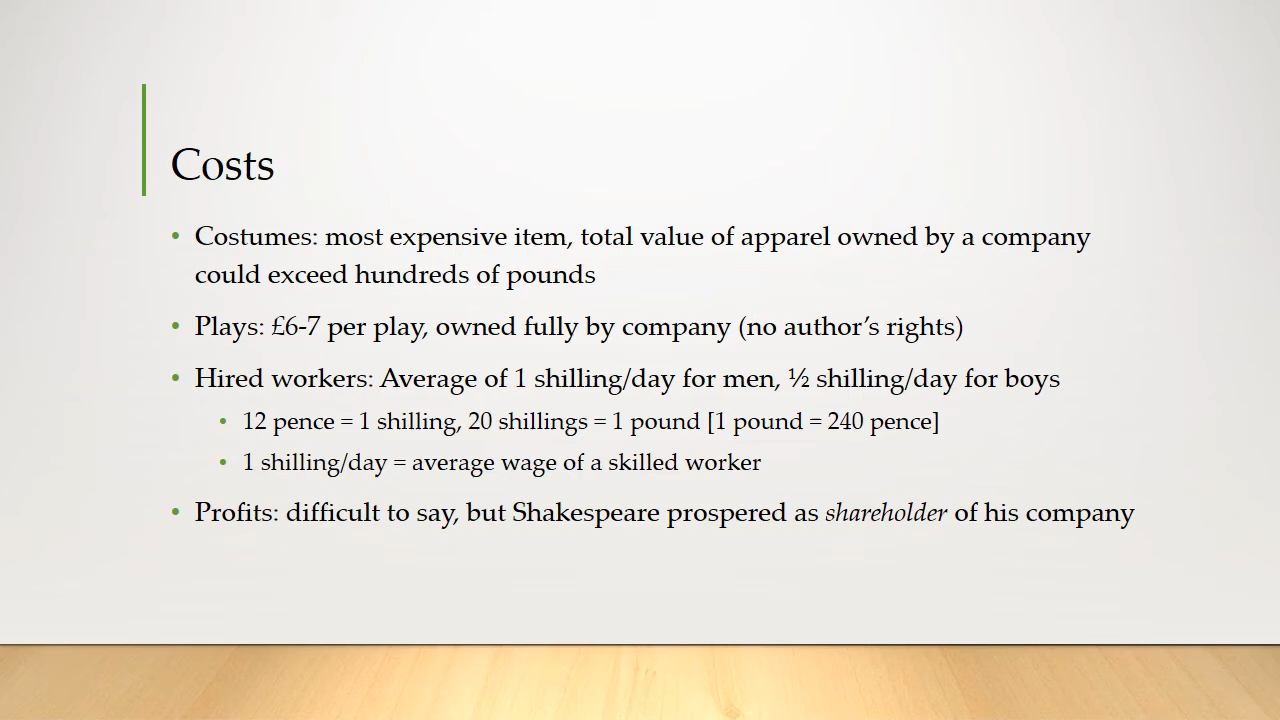 Costs
• Costumes: most expensive item, total value of apparel owned by a company
could exceed hundreds of pounds
• Plays: £6-7 per play, owned fully by company (no author’s rights)
• Hired workers: Average of 1 shilling/day for men, ½ shilling/day for boys
• 12 pence = 1 shilling, 20 shillings = 1 pound [1 pound = 240 pence]
• 1 shilling/day = average wage of a skilled worker
• Profits: difficult to say, but Shakespeare prospered as shareholder of his company